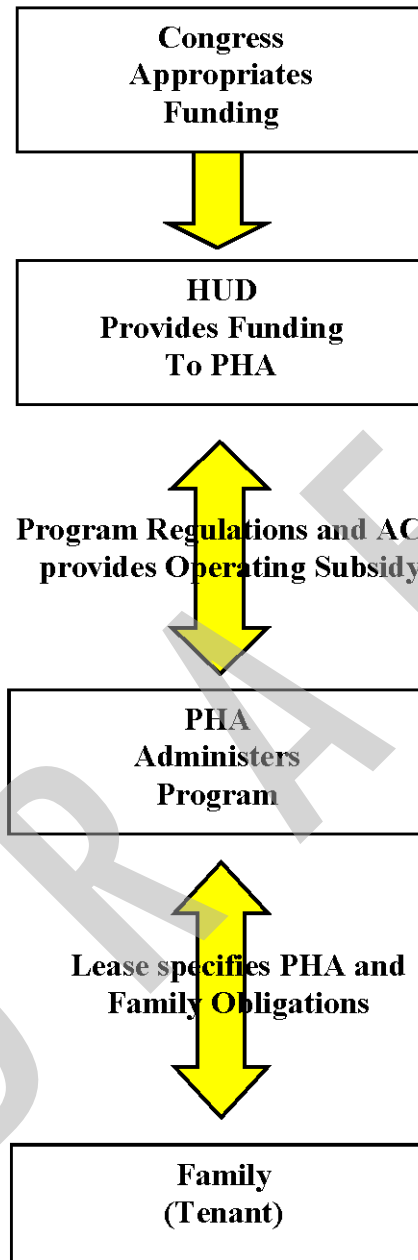 Congress
Appropriates
Funding
HUD
Provides Funding
To PHA
Program Regulations and AC
provides Operating Subsidy
PHA
Administers
Program
Lease specifies PHA and
Family Obligations
Family
(Tenant)